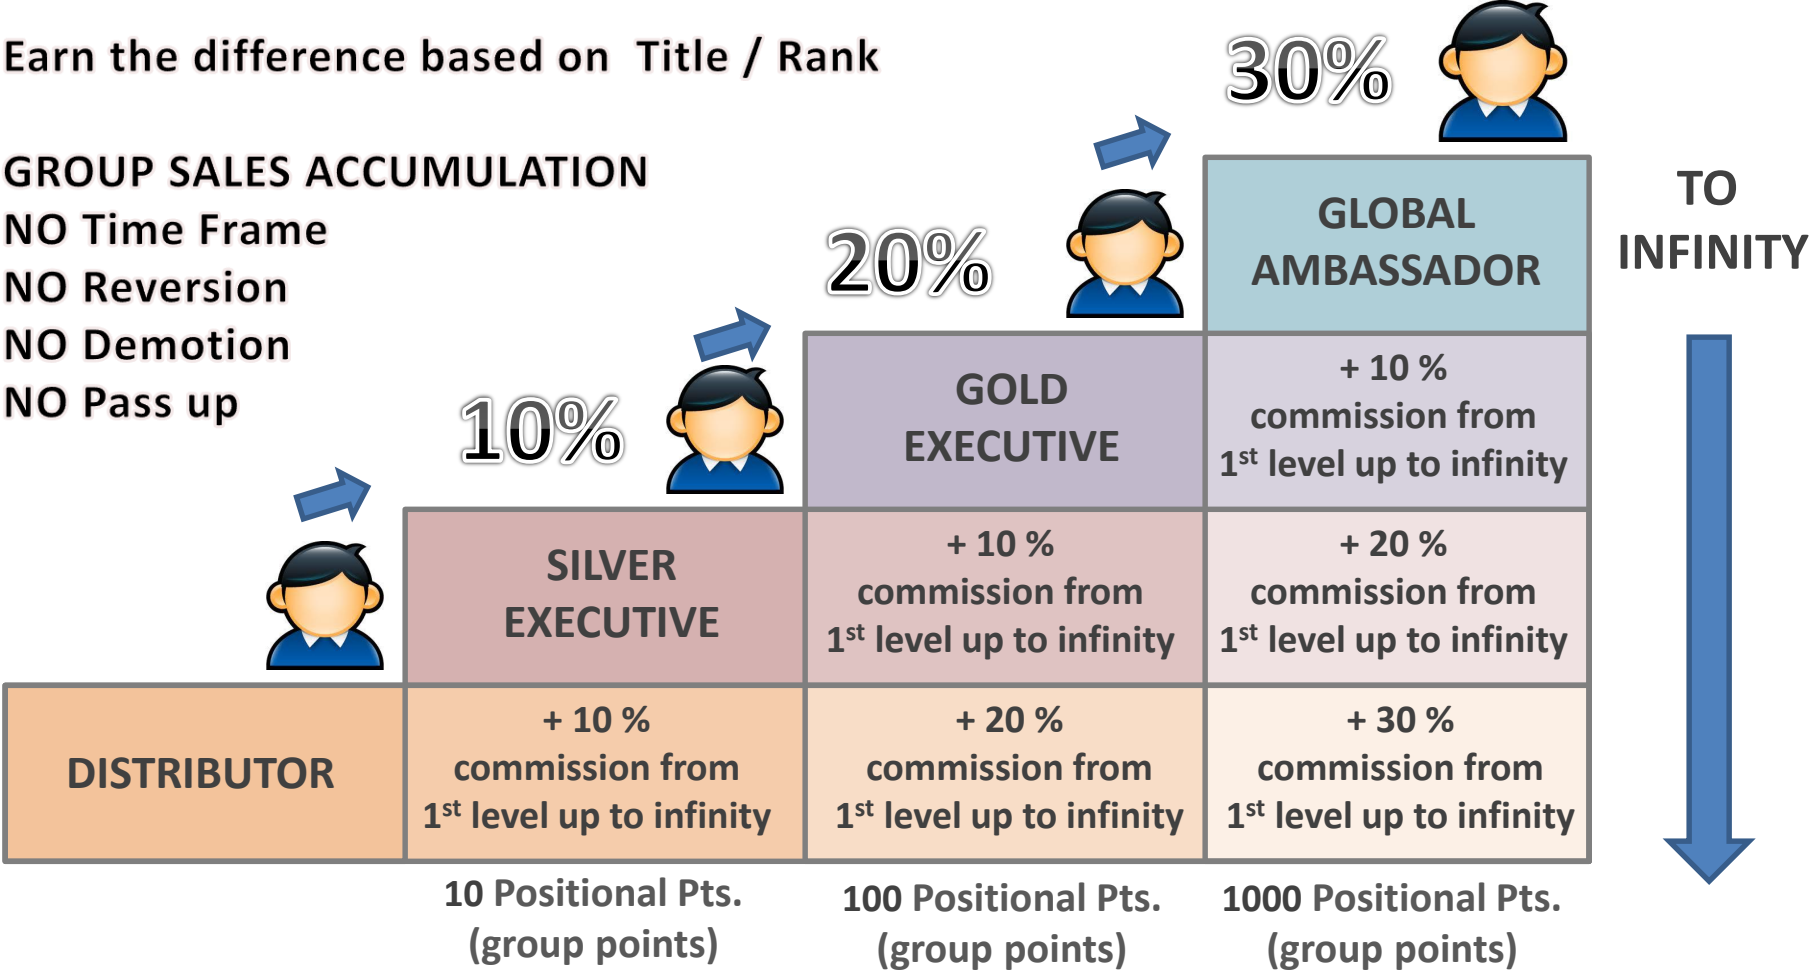 Earn the difference based on  Title / Rank
GROUP SALES ACCUMULATION
NO Time Frame
NO Reversion
NO Demotion
NO Pass up
30%
20%
10%
TO
INFINITY
GLOBAL
AMBASSADOR
GOLD
EXECUTIVE
+ 10 %
commission from
1st level up to infinity
SILVER
EXECUTIVE
+ 10 %
commission from
1st level up to infinity
+ 20 %
commission from
1st level up to infinity
DISTRIBUTOR
+ 10 %
commission from
1st level up to infinity
+ 20 %
commission from
1st level up to infinity
+ 30 %
commission from
1st level up to infinity
10 Positional Pts.
(group points)
100 Positional Pts.
(group points)
1000 Positional Pts.
(group points)